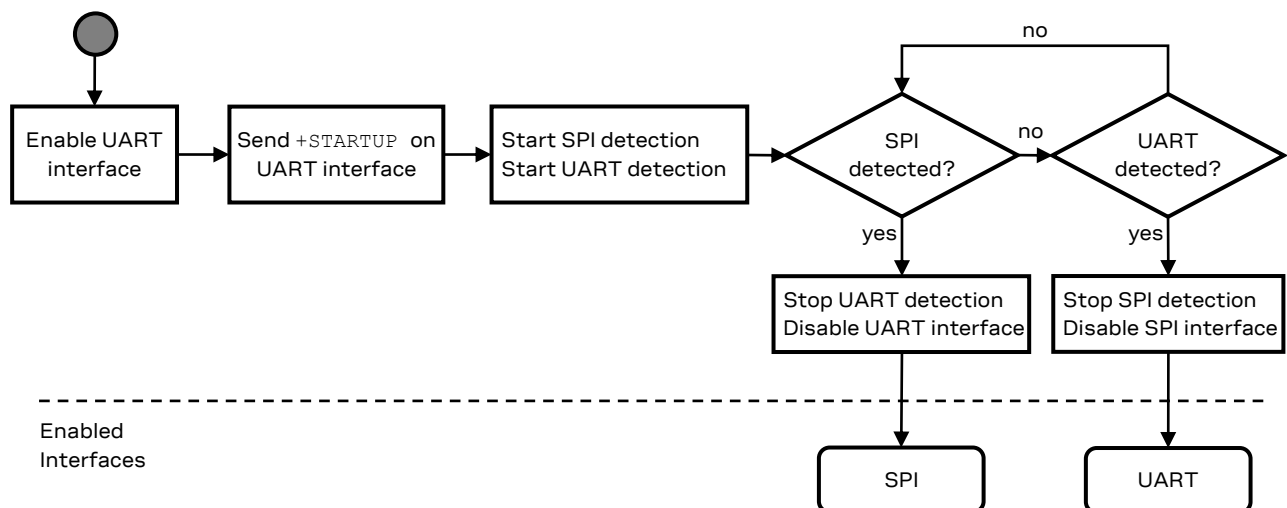 no
Enable UART
interface
Send +STARTUP on
UART interface
Start SPI detection
Start UART detection
SPI
detected?
no
UART
detected?
yes
yes
Stop UART detection
Disable UART interface
Stop SPI detection
Disable SPI interface
Enabled
Interfaces
SPI
UART